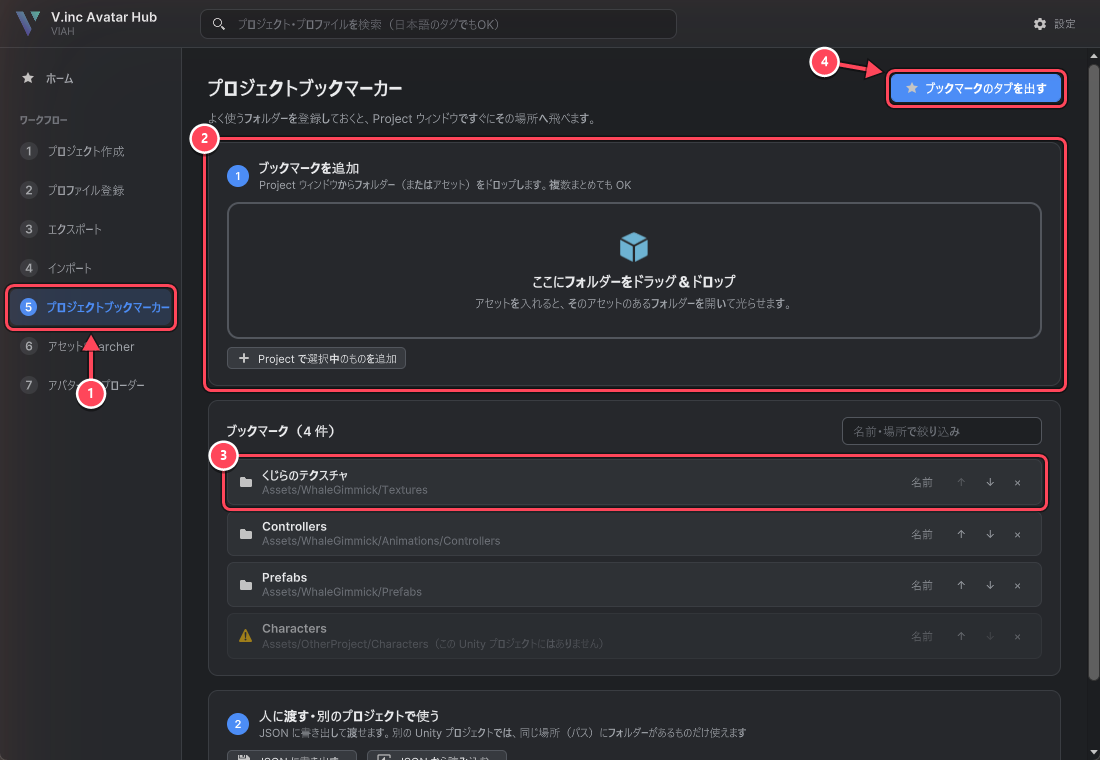 V.inc Avatar Hub
VIAH
プロジェクト・プロファイルを検索（日本語のタグでもOK）
設定
ホーム
ワークフロー
1 プロジェクト作成
2 プロファイル登録
3 エクスポート
4 インポート
5 プロジェクトブックマーカー
6 アセット
archer
7 アバタ
プローダー
1
プロジェクトブックマーカー
4
ブックマークのタブを出す
よく使うフォルダーを登録しておくと、Project ウィンドウですぐにその場所へ飛べます。
2
1 ブックマークを追加
Project ウィンドウからフォルダー（またはアセット）をドロップします。複数まとめても OK
ここにフォルダーをドラッグ＆ドロップ
アセットを入れると、そのアセットのあるフォルダーを開いて光らせます。
+ Project で選択中のものを追加
ブックマーク（4 件）
名前・場所で絞り込み
3
くじらのテクスチャ
Assets/WhaleGimmick/Textures
名前 ↑ ↓ ×
Controllers
Assets/WhaleGimmick/Animations/Controllers
名前 ↑ ↓ ×
Prefabs
Assets/WhaleGimmick/Prefabs
名前 ↑ ↓ ×
Characters
Assets/OtherProject/Characters（この Unity プロジェクトにはありません）
名前 ↑ ↓ ×
2 人に渡す・別のプロジェクトで使う
JSON に書き出して渡せます。別の Unity プロジェクトでは、同じ場所（パス）にフォルダーがあるものだけ使えます